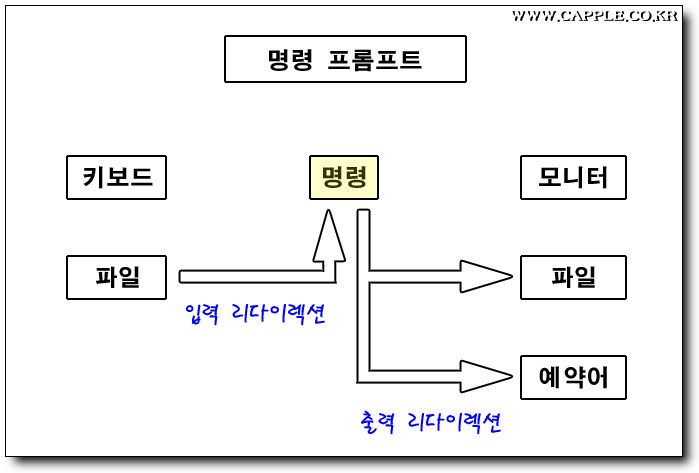 WWW.CAPPLE.CO.KR
명령 프롬프트
키보드
명령
모니터
파일
파일
입력 리다이렉션
예약어
출력 리다이렉션